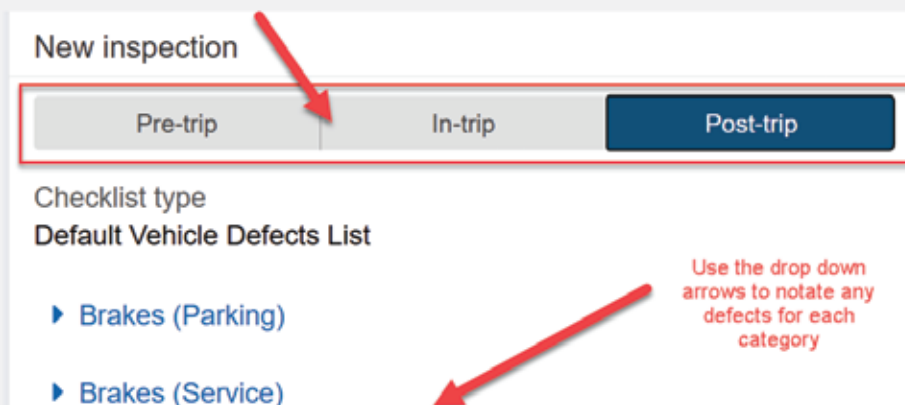 New inspection
Pre-trip In-trip Post-trip
Checklist type
Default Vehicle Defects List
Use the drop down
arrows to notate any
defects for each
category
Brakes (Parking)
Brakes (Service)